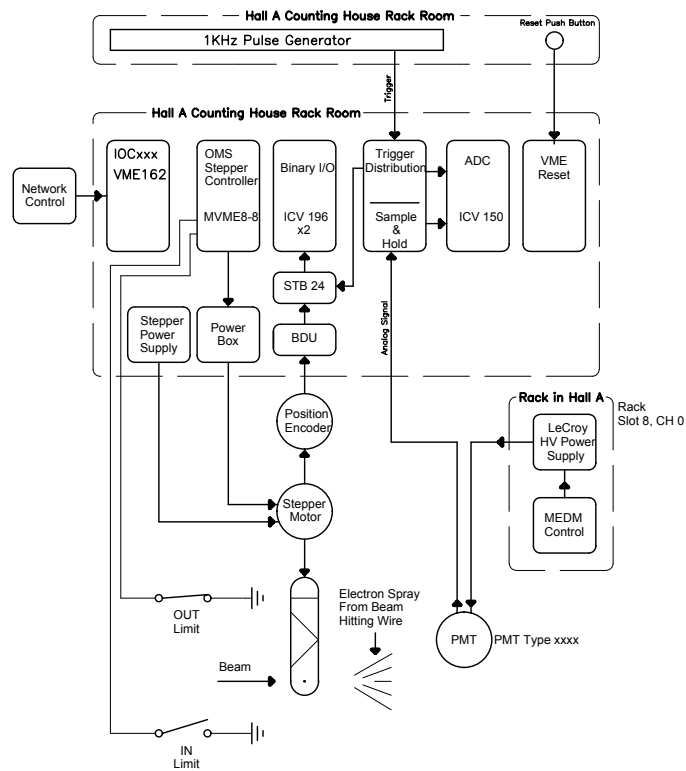 Hall A Counting House Rack Room
1KHz Pulse Generator
Reset Push Button
Trigger
Hall A Counting House Rack Room
Network
Control
IOCxxx
VME162
OMS
Stepper
Controller
MVME8-8
Binary I/O
ICV 196
x2
Trigger
Distribution
Sample
&
Hold
ADC
ICV 150
VME
Reset
STB 24
Stepper
Power
Supply
Power
Box
BDU
Analog Signal
Position
Encoder
Stepper
Motor
Rack in Hall A
Rack
Slot 8, CH 0
LeCroy
HV Power
Supply
MEDM
Control
OUT
Limit
Electron Spray
From Beam
Hitting Wire
PMT
PMT Type xxxx
Beam
IN
Limit